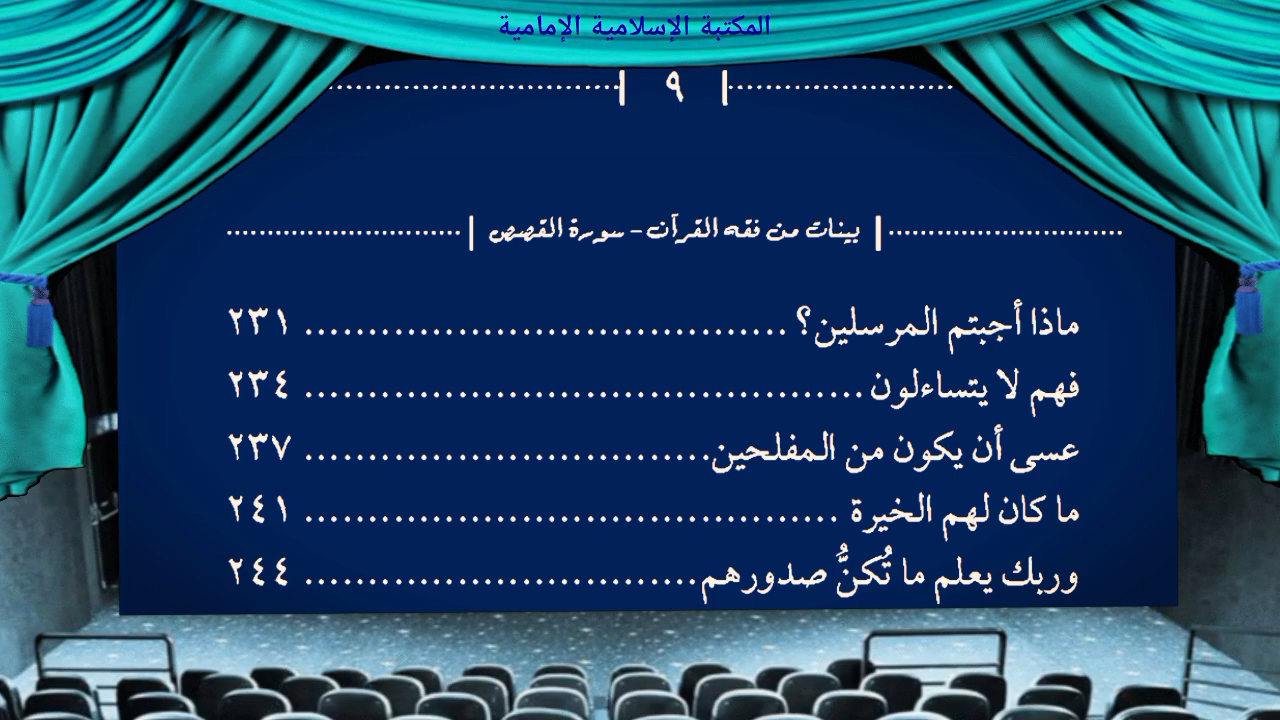 المكتبة الإسلامية الإمامية
| ٩ |
| بينات من فقه القرآن - سورة القصص |
ماذا أجبتم المرسلين؟ ........................................ ٢٣١
فهم لا يتساءلون ........................................ ٢٣٤
عسى أن يكون من المفلحين ........................................ ٢٣٧
ما كان لهم الخيرة ........................................ ٢٤١
وربك يعلم ما تُكنُّ صدورهم ........................................ ٢٤٤